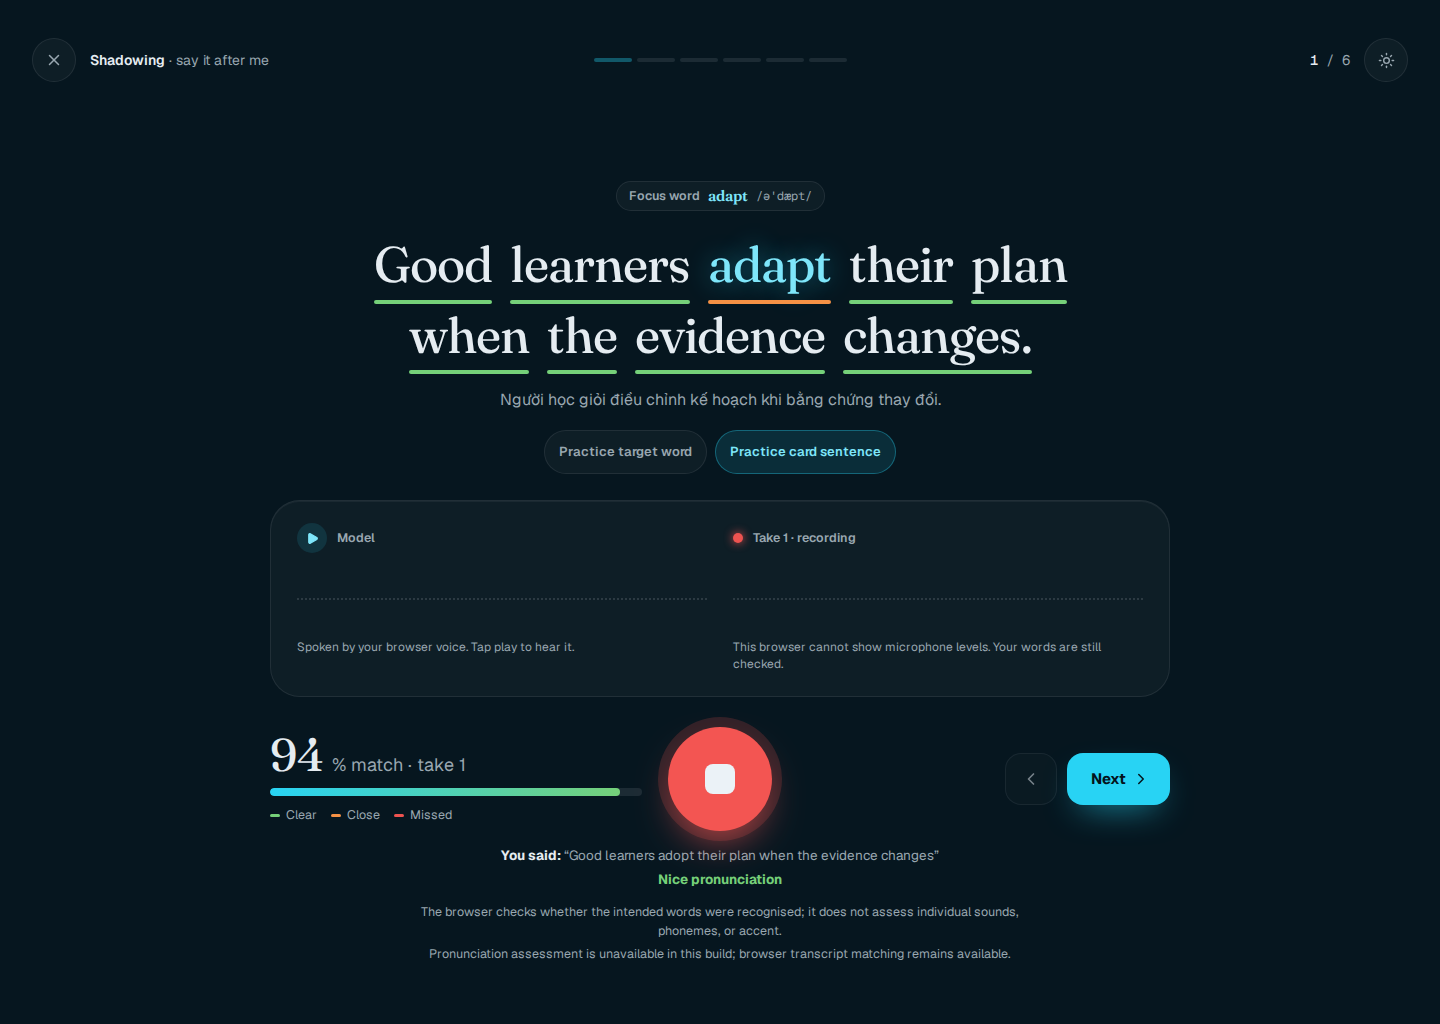 Shadowing · say it after me
1 / 6
Focus word adapt /əˈdæpt/
Good learners adapt their plan
when the evidence changes.
Người học giỏi điều chỉnh kế hoạch khi bằng chứng thay đổi.
Practice target word
Practice card sentence
Model
Take 1 · recording
Spoken by your browser voice. Tap play to hear it.
This browser cannot show microphone levels. Your words are still
checked.
94 % match · take 1
Clear
Close
Missed
Next
You said: “Good learners adopt their plan when the evidence changes”
Nice pronunciation
The browser checks whether the intended words were recognised; it does not assess individual sounds,
phonemes, or accent.
Pronunciation assessment is unavailable in this build; browser transcript matching remains available.